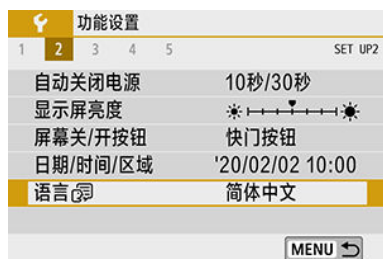 功能设置
1 2 3 4 5 SET UP2
自动关闭电源 10秒/30秒
显示屏亮度
屏幕关/开按钮 快门按钮
日期/时间/区域 '20/02/02 10:00
语言 简体中文
MENU